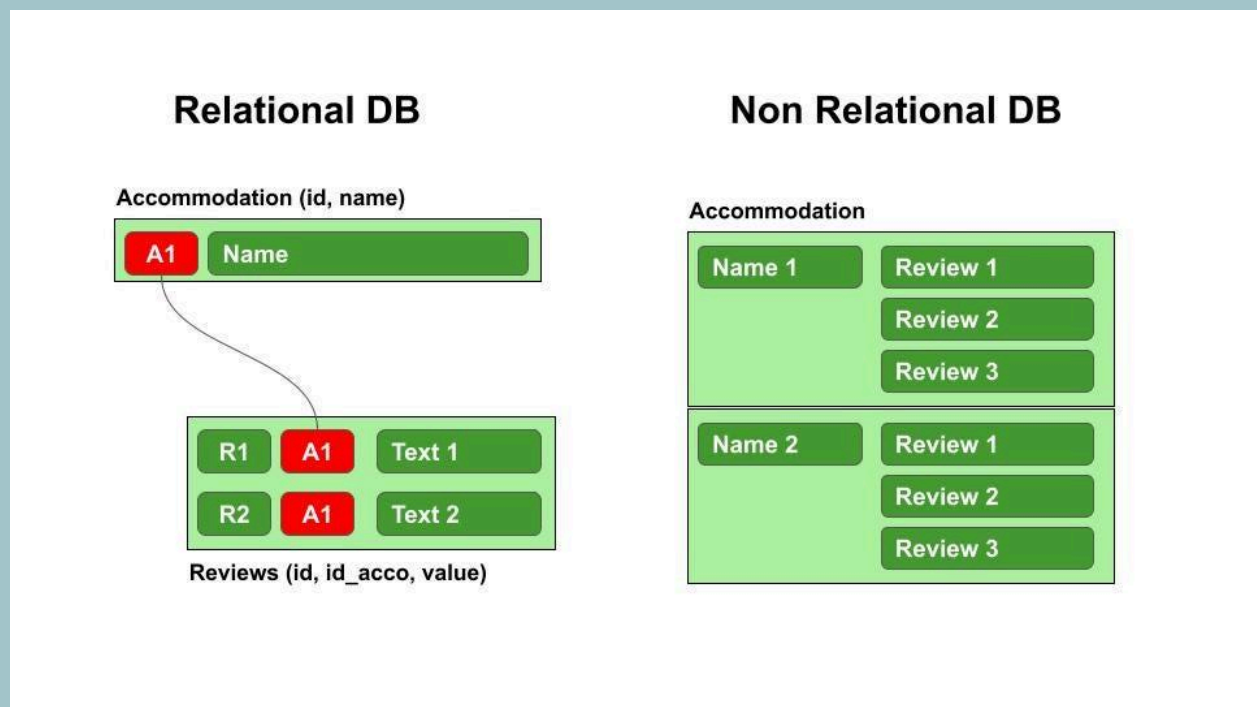 Relational DB
Accommodation (id, name)
A1 Name
R1 A1 Text 1
R2 A1 Text 2
Reviews (id, id_acco, value)
Non Relational DB
Accommodation
Name 1 Review 1
Review 2
Review 3
Name 2 Review 1
Review 2
Review 3